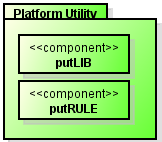 Platform Utility
<<component>>
putLIB
<<component>>
putRULE